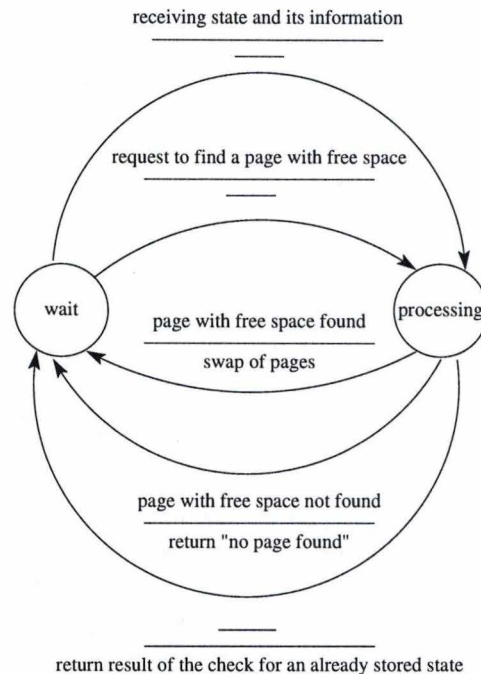 receiving state and its information
request to find a page with free space
wait
processing
page with free space found
swap of pages
page with free space not found
return "no page found"
return result of the check for an already stored state